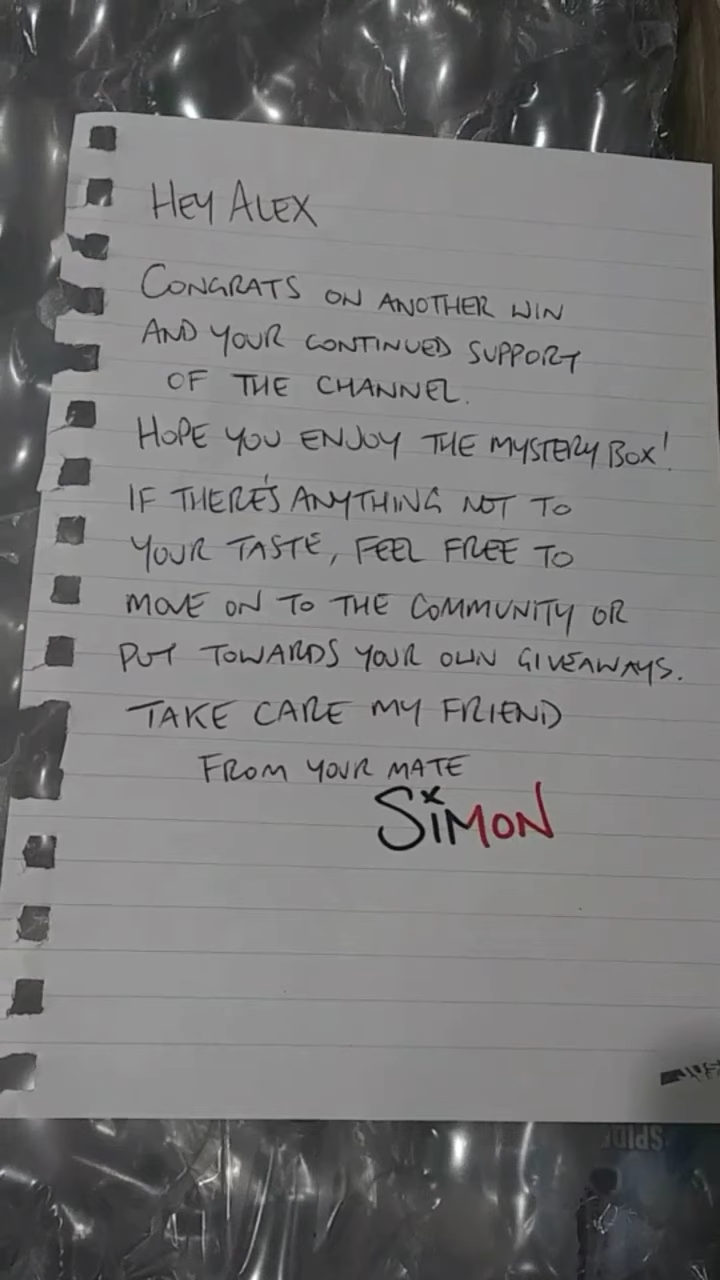 HEY ALEX
CONGRATS ON ANOTHER WIN
AND YOUR CONTINUED SUPPORT
OF THE CHANNEL.
HOPE YOU ENJOY THE MYSTERY BOX!
IF THERE'S ANYTHING NOT TO
YOUR TASTE, FEEL FREE TO
MOVE ON TO THE COMMUNITY OR
PUT TOWARDS YOUR OWN GIVEAWAYS.
TAKE CARE MY FRIEND
FROM YOUR MATE
SiMON